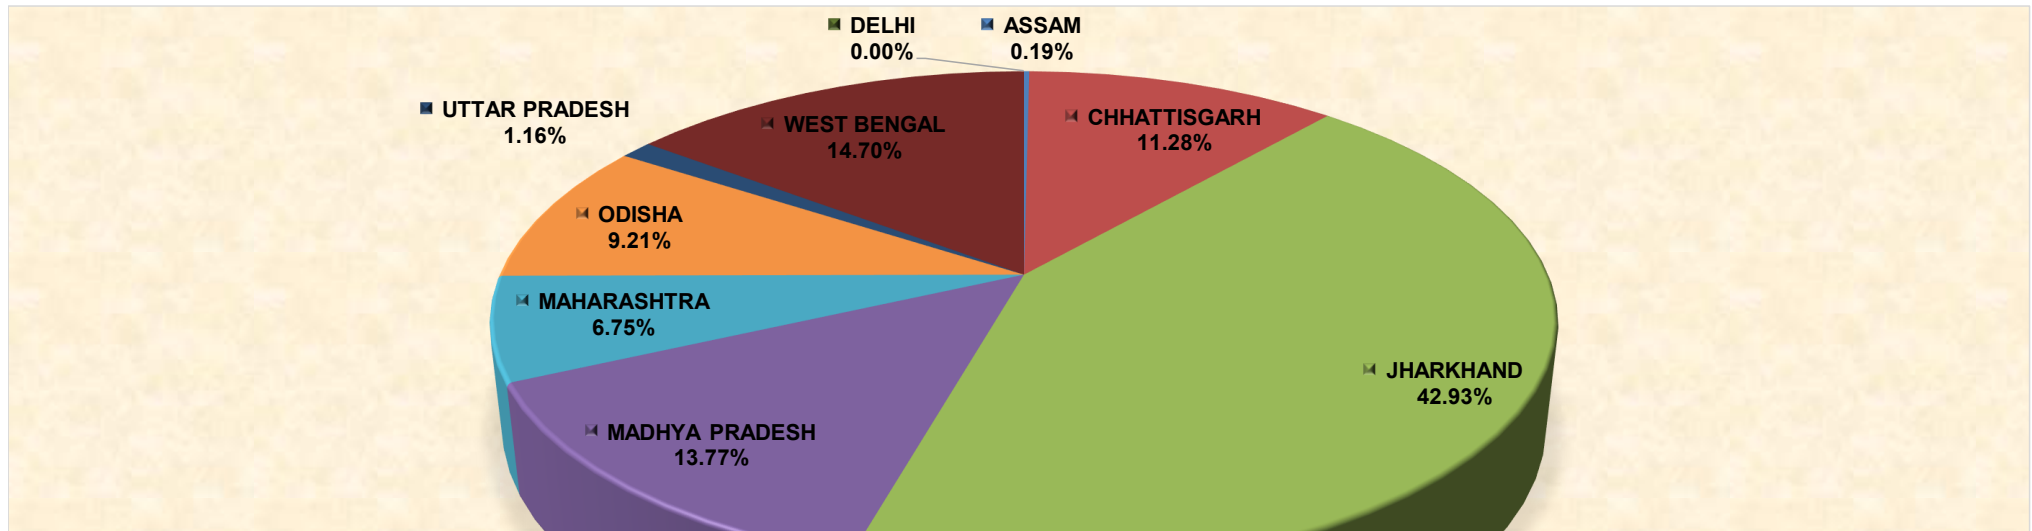 DELHI
0.00%
ASSAM
0.19%
UTTAR PRADESH
1.16%
WEST BENGAL
14.70%
CHHATTISGARH
11.28%
ODISHA
9.21%
MAHARASHTRA
6.75%
JHARKHAND
42.93%
MADHYA PRADESH
13.77%